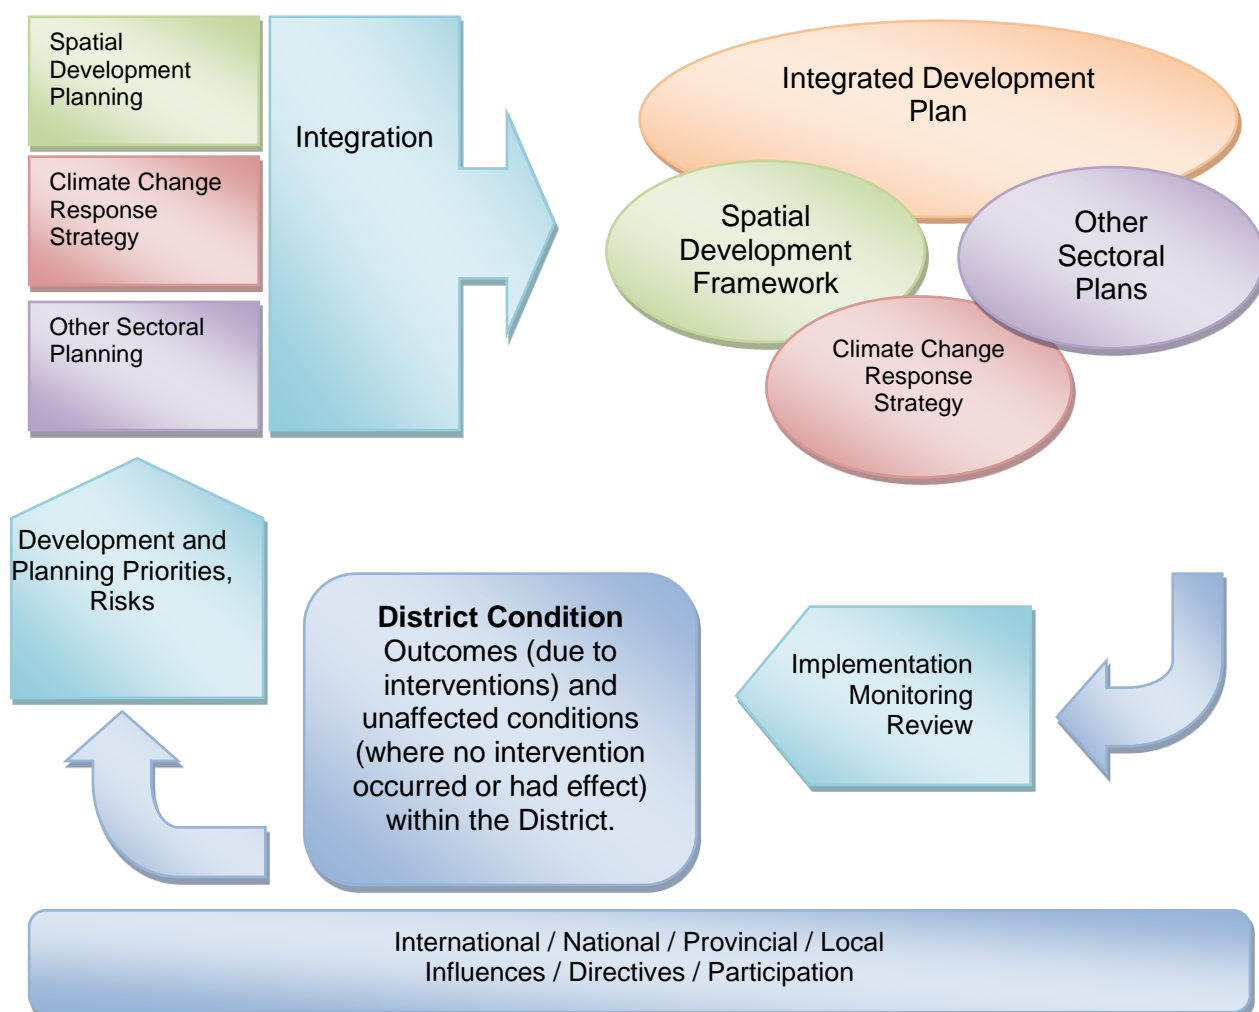 Spatial
Development
Planning
Climate Change
Response
Strategy
Other Sectoral
Planning
Integration
Integrated Development
Plan
Spatial
Development
Framework
Other
Sectoral
Plans
Climate Change
Response
Strategy
Development and
Planning Priorities,
Risks
District Condition
Outcomes (due to
interventions) and
unaffected conditions
(where no intervention
occurred or had effect)
within the District.
Implementation
Monitoring
Review
International / National / Provincial / Local
Influences / Directives / Participation